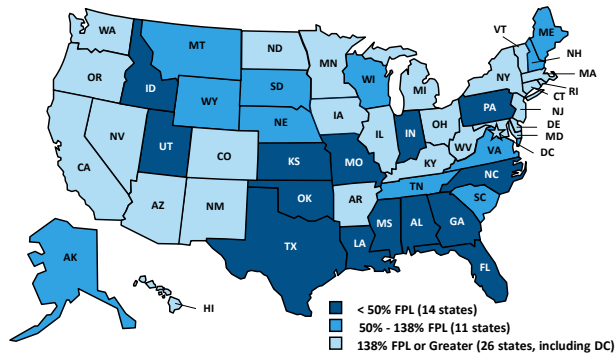 WA
VT
ME
MT
ND
NH
OR
MN
MA
ID
SD
WI
NY
RI
WY
MI
CT
PA
NJ
NE
IA
NV
OH
DE
IL
IN
MD
UT
WV
VA
DC
CO
KS
MO
KY
CA
NC
TN
OK
AR
SC
AZ
NM
MS
AL
GA
TX
LA
AK
FL
HI
< 50% FPL (14 states)
50% - 138% FPL (11 states)
138% FPL or Greater (26 states, including DC)